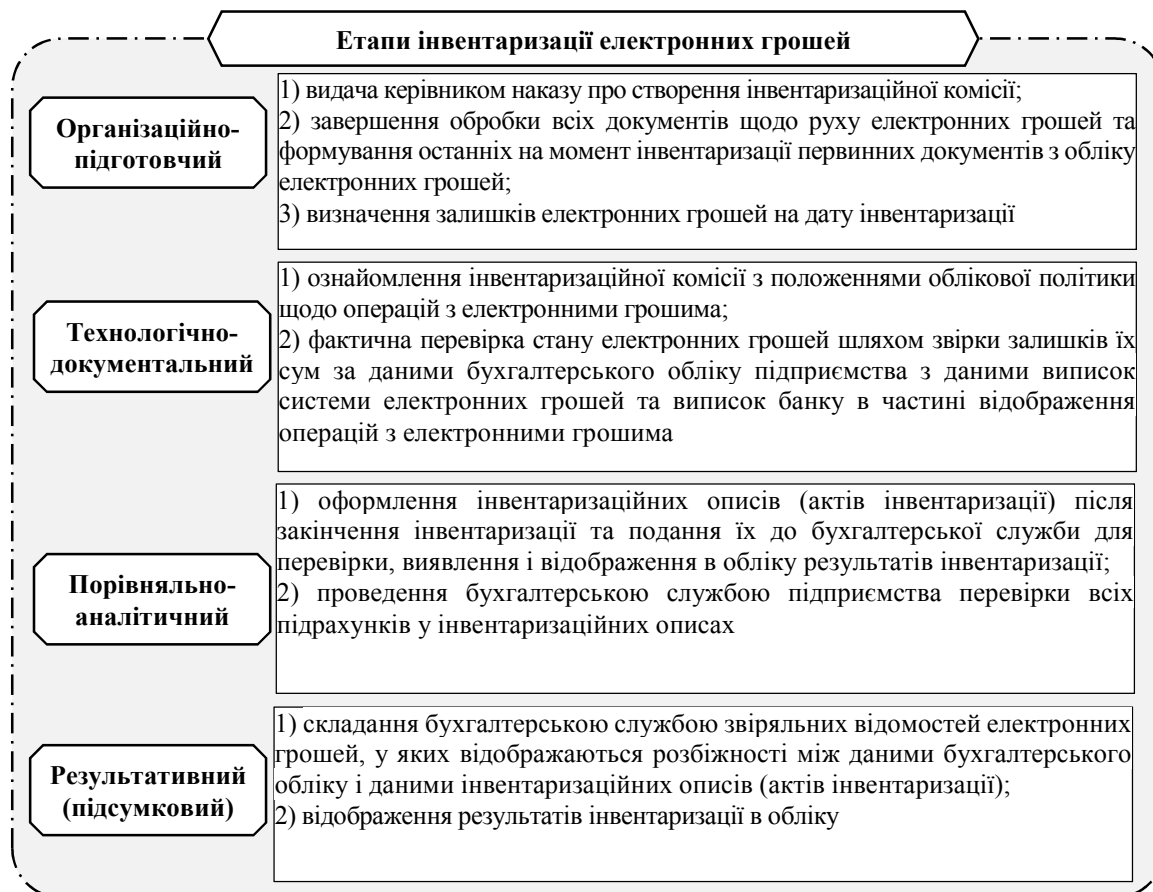 Етапи інвентаризації електронних грошей
Організаційно-
підготовчий
1) видача керівником наказу про створення інвентаризаційної комісії;
2) завершення обробки всіх документів щодо руху електронних грошей та
формування останніх на момент інвентаризації первинних документів з обліку
електронних грошей;
3) визначення залишків електронних грошей на дату інвентаризації
Технологічно-
документальний
1) ознайомлення інвентаризаційної комісії з положеннями облікової політики
щодо операцій з електронними грошима;
2) фактична перевірка стану електронних грошей шляхом звірки залишків їх
сум за даними бухгалтерського обліку підприємства з даними виписок
системи електронних грошей та виписок банку в частині відображення
операцій з електронними грошима
Порівняльно-
аналітичний
1) оформлення інвентаризаційних описів (актів інвентаризації) після
закінчення інвентаризації та подання їх до бухгалтерської служби для
перевірки, виявлення і відображення в обліку результатів інвентаризації;
2) проведення бухгалтерською службою підприємства перевірки всіх
підрахунків у інвентаризаційних описах
Результативний
(підсумковий)
1) складання бухгалтерською службою звіряльних відомостей електронних
грошей, у яких відображаються розбіжності між даними бухгалтерського
обліку і даними інвентаризаційних описів (актів інвентаризації);
2) відображення результатів інвентаризації в обліку